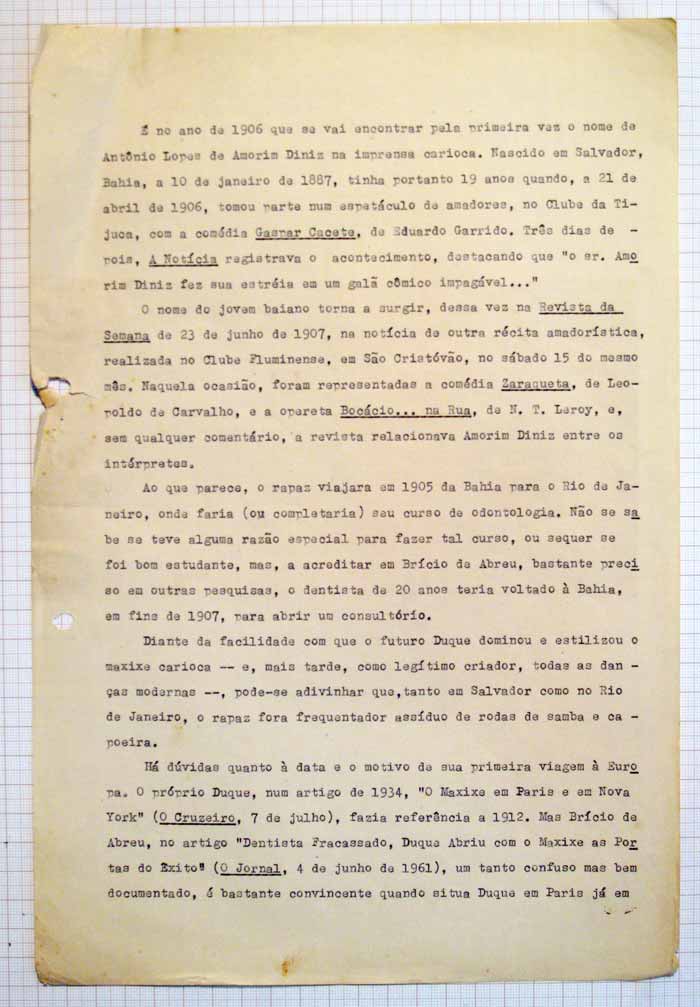 É no ano de 1906 que se vai encontrar pela primeira vez o nome de
Antônio Lopes de Amorim Diniz na imprensa carioca. Nascido em Salvador,
Bahia, a 10 de janeiro de 1887, tinha portanto 19 anos quando, a 21 de
abril de 1906, tomou parte num espetáculo de amadores, no Clube da Ti-
juca, com a comédia Gaspar Cacete, de Eduardo Garrido. Três dias de -
pois, A Notícia registrava o acontecimento, destacando que "o sr. Amo
rim Diniz fez sua estréia em um galã cômico impagável..."
O nome do jovem baiano torna a surgir, dessa vez na Revista da
Semana de 23 de junho de 1907, na notícia de outra récita amadorística,
realizada no Clube Fluminense, em São Cristóvão, no sábado 15 do mesmo
mês. Naquela ocasião, foram representadas a comédia Zaragueta, de Leo-
poldo de Carvalho, e a opereta Bocácio... na Rua, de N. T. Leroy, e,
sem qualquer comentário, a revista relacionava Amorim Diniz entre os
intérpretes.
Ao que parece, o rapaz viajara em 1905 da Bahia para o Rio de Ja-
neiro, onde faria (ou completaria) seu curso de odontologia. Não se sa
be se teve alguma razão especial para fazer tal curso, ou sequer se
foi bom estudante, mas, a acreditar em Brício de Abreu, bastante preci
so em outras pesquisas, o dentista de 20 anos teria voltado à Bahia,
em fins de 1907, para abrir um consultório.
Diante da facilidade com que o futuro Duque dominou e estilizou o
maxixe carioca -- e, mais tarde, como legítimo criador, todas as dan -
ças modernas --, pode-se adivinhar que, tanto em Salvador como no Rio
de Janeiro, o rapaz fora frequentador assíduo de rodas de samba e ca -
poeira.
Há dúvidas quanto à data e o motivo de sua primeira viagem à Euro
pa. O próprio Duque, num artigo de 1934, "O Maxixe em Paris e em Nova
York" (O Cruzeiro, 7 de julho), fazia referência a 1912. Mas Brício de
Abreu, no artigo "Dentista Fracassado, Duque Abriu com o Maxixe as Por
tas do Êxito" (O Jornal, 4 de junho de 1961), um tanto confuso mas bem
documentado, é bastante convincente quando situa Duque em Paris já em